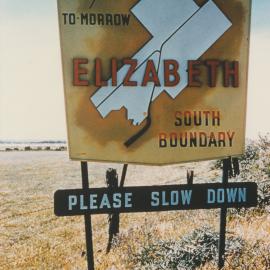 TO-MORROW
ELIZABETH
SOUTH
BOUNDARY
PLEASE SLOW DOWN